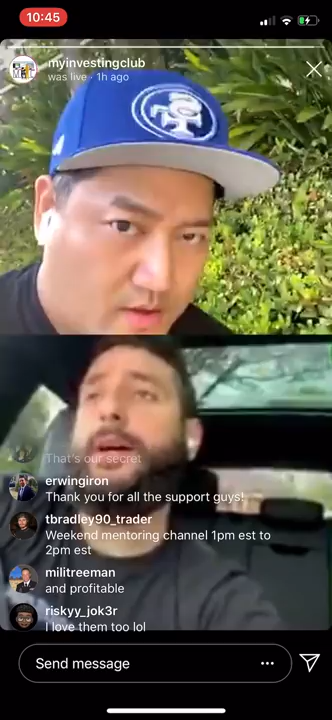 10:45
myinvestingclub
was live · 1h ago
SF
That's our secret
erwingiron
Thank you for all the support guys!
tbradley90_trader
Weekend mentoring channel 1pm est to
2pm est
militreeman
and profitable
riskyy_jok3r
I love them too lol
Send message